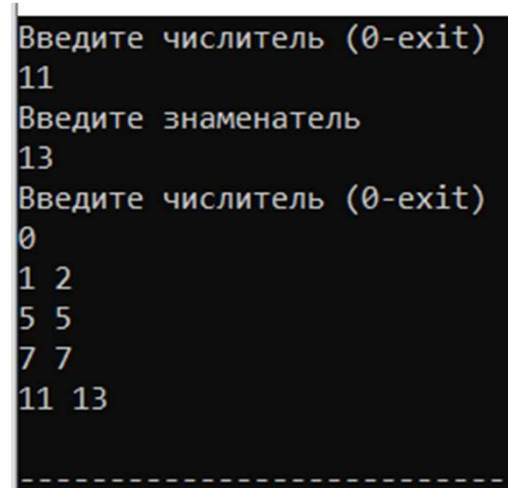 Введите числитель (0-exit)
11
Введите знаменатель
13
Введите числитель (0-exit)
0
1 2
5 5
7 7
11 13
----------------------------